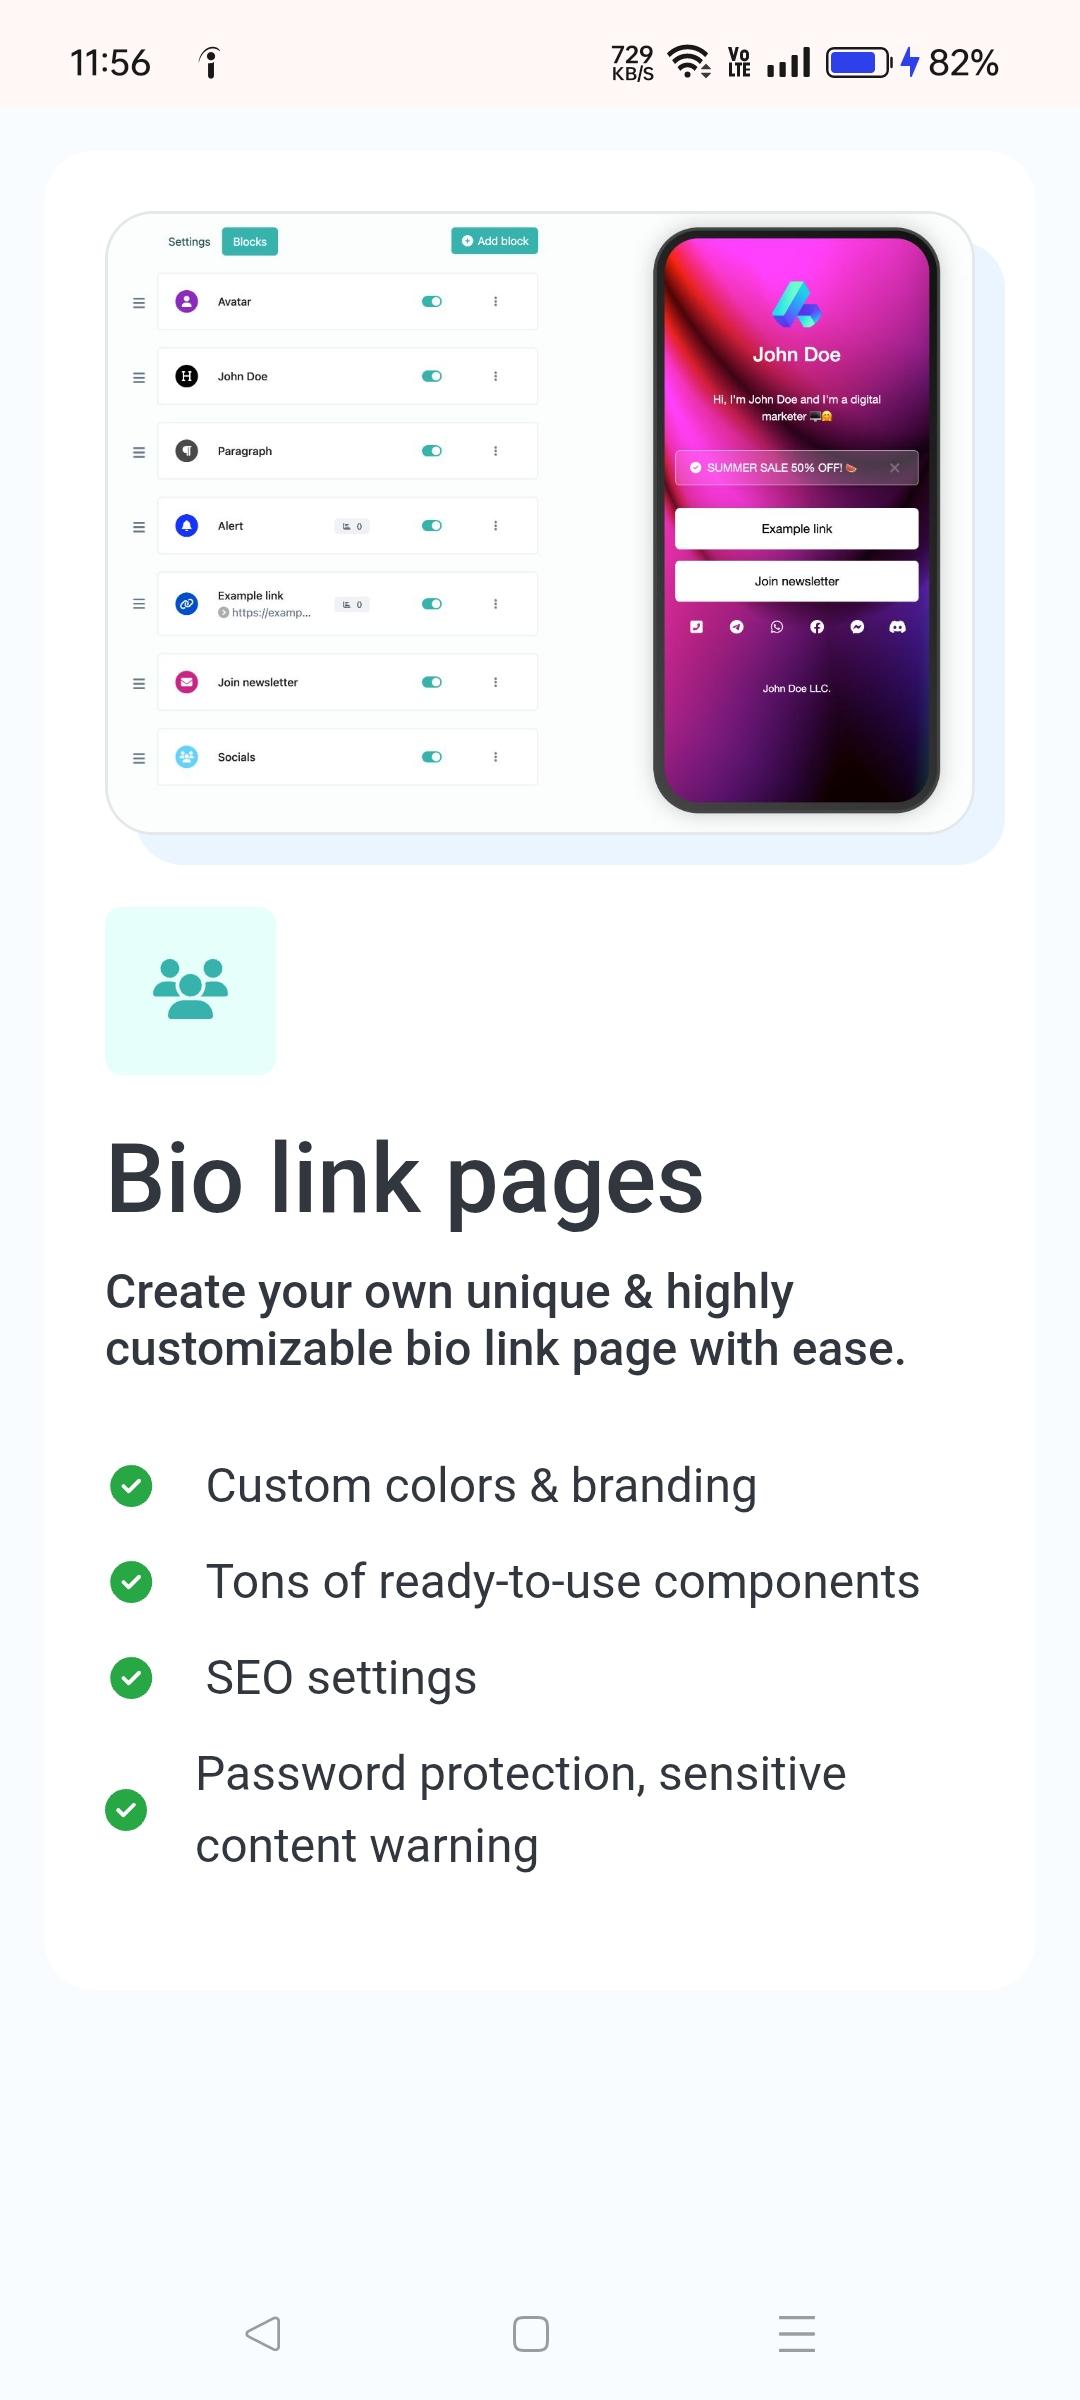 11:56
729 KB/S
Vo LTE
82%
Settings
Blocks
Add block
Avatar
H
John Doe
Paragraph
Alert
0
Example link
https://examp...
0
Join newsletter
Socials
John Doe
Hi, I'm John Doe and I'm a digital
marketer 🖥️🤗
SUMMER SALE 50% OFF! 🍉
Example link
Join newsletter
John Doe LLC.
Bio link pages
Create your own unique & highly
customizable bio link page with ease.
Custom colors & branding
Tons of ready-to-use components
SEO settings
Password protection, sensitive
content warning